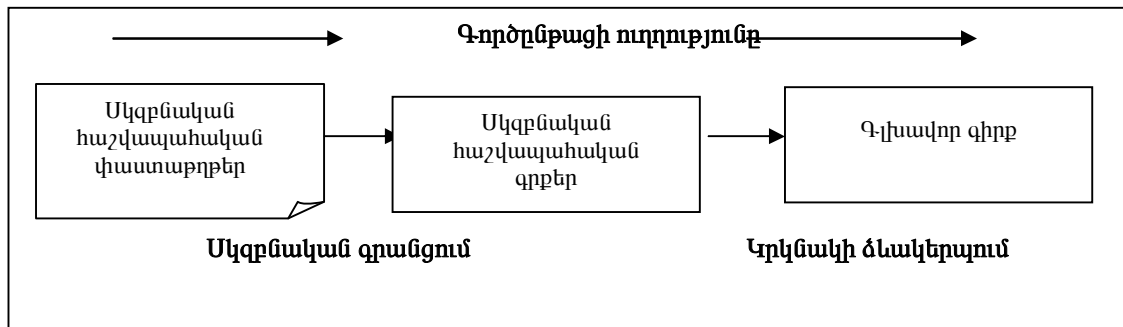 Գործընթացի ուղղությունը
Սկզբնական
հաշվապահական
փաստաթղթեր
Սկզբնական
հաշվապահական
գրքեր
Գլխավոր գիրք
Սկզբնական գրանցում
Կրկնակի ձևակերպում